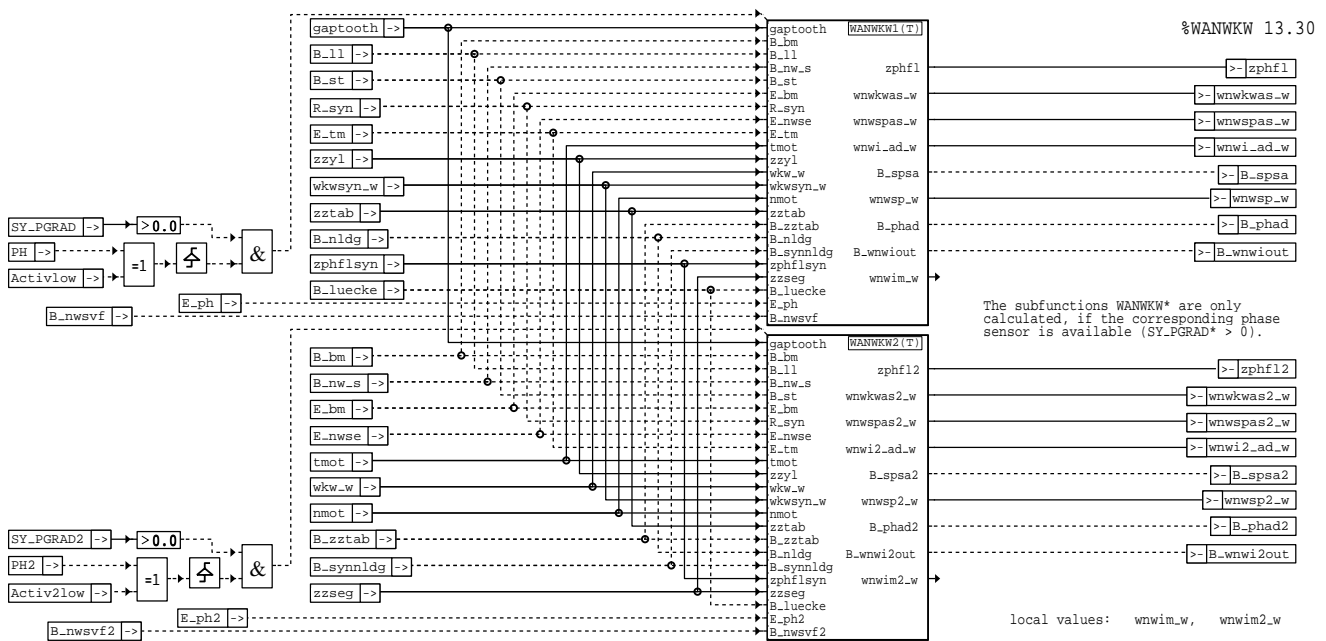 %WANWKW 13.30
gaptooth ->
B_ll ->
B_st ->
R_syn ->
E_tm ->
zzyl ->
wkwsyn_w ->
zztab ->
B_nldg ->
zphflsyn ->
B_luecke ->
SY_PGRAD ->
>0.0
PH ->
Activlow ->
=1
&
E_ph ->
B_nwsvf ->
WANWKW1(T)
gaptooth
B_bm
B_ll
B_nw_s
B_st
E_bm
R_syn
E_nwse
E_tm
tmot
zzyl
wkw_w
wkwsyn_w
nmot
zztab
B_zztab
B_nldg
B_synnldg
zphflsyn
zzseg
B_luecke
E_ph
B_nwsvf
zphfl
wnwkwas_w
wnwspas_w
wnwi_ad_w
B_spsa
wnwsp_w
B_phad
B_wnwiout
wnwim_w
>- zphfl
>- wnwkwas_w
>- wnwspas_w
>- wnwi_ad_w
>- B_spsa
>- wnwsp_w
>- B_phad
>- B_wnwiout
The subfunctions WANWKW* are only
calculated, if the corresponding phase
sensor is available (SY_PGRAD* > 0).
B_bm ->
B_nw_s ->
E_bm ->
E_nwse ->
tmot ->
wkw_w ->
nmot ->
B_zztab ->
B_synnldg ->
zzseg ->
SY_PGRAD2 ->
>0.0
PH2 ->
Activ2low ->
=1
&
E_ph2 ->
B_nwsvf2 ->
WANWKW2(T)
gaptooth
B_bm
B_ll
B_nw_s
B_st
E_bm
R_syn
E_nwse
E_tm
tmot
zzyl
wkw_w
wkwsyn_w
nmot
zztab
B_zztab
B_nldg
B_synnldg
zphflsyn
zzseg
B_luecke
E_ph2
B_nwsvf2
zphfl2
wnwkwas2_w
wnwspas2_w
wnwi2_ad_w
B_spsa2
wnwsp2_w
B_phad2
B_wnwi2out
wnwim2_w
>- zphfl2
>- wnwkwas2_w
>- wnwspas2_w
>- wnwi2_ad_w
>- B_spsa2
>- wnwsp2_w
>- B_phad2
>- B_wnwi2out
local values: wnwim_w, wnwim2_w